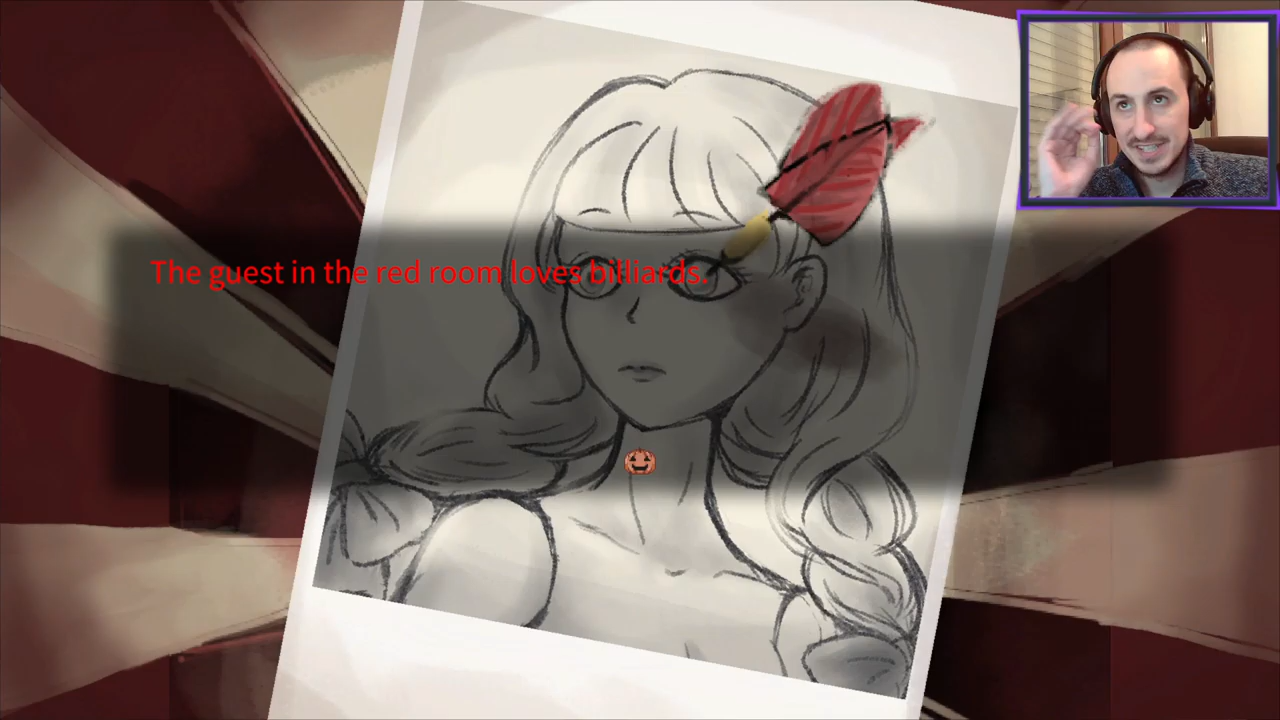 The guest in the red room loves billiards.